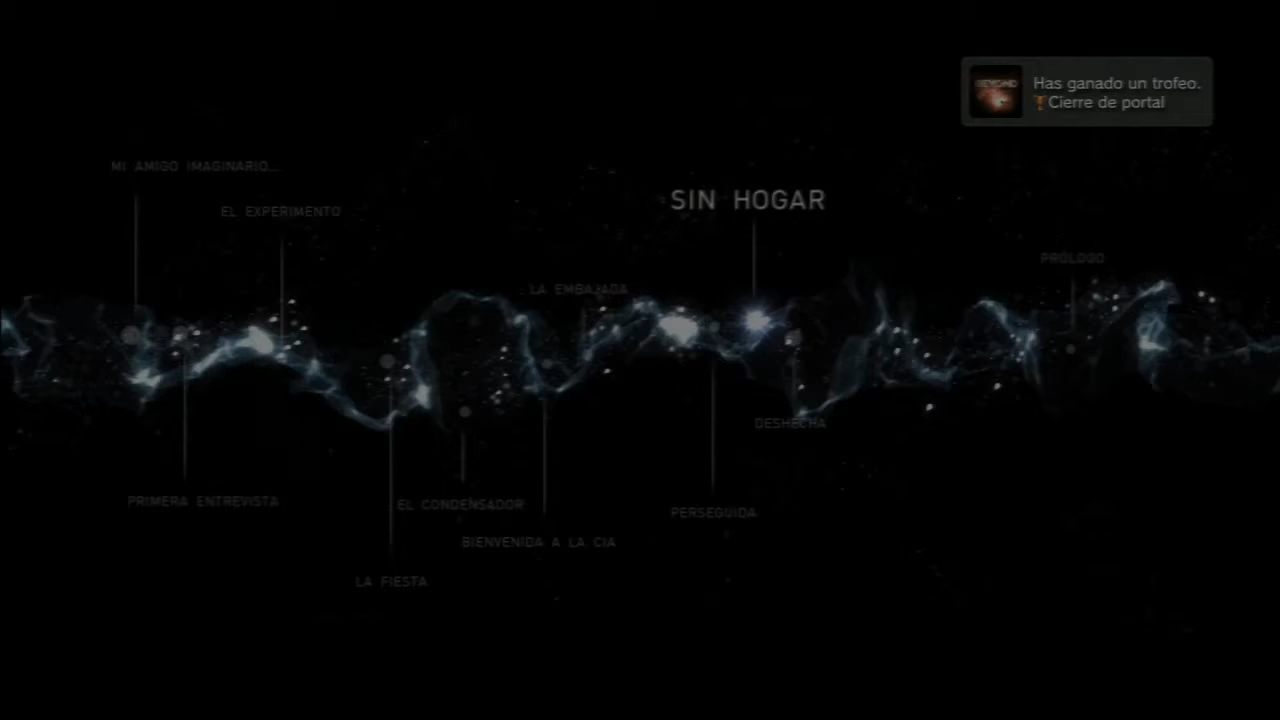 Has ganado un trofeo.
Cierre de portal
MI AMIGO IMAGINARIO...
SIN HOGAR
EL EXPERIMENTO
PRÓLOGO
LA EMBAJADA
DESHECHA
PRIMERA ENTREVISTA
EL CONDENSADOR
PERSEGUIDA
BIENVENIDA A LA CIA
LA FIESTA
BEYOND